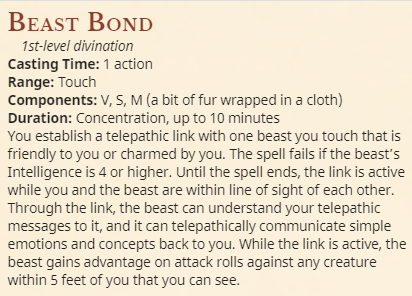 Beast Bond
1st-level divination
Casting Time: 1 action
Range: Touch
Components: V, S, M (a bit of fur wrapped in a cloth)
Duration: Concentration, up to 10 minutes
You establish a telepathic link with one beast you touch that is
friendly to you or charmed by you. The spell fails if the beast’s
Intelligence is 4 or higher. Until the spell ends, the link is active
while you and the beast are within line of sight of each other.
Through the link, the beast can understand your telepathic
messages to it, and it can telepathically communicate simple
emotions and concepts back to you. While the link is active, the
beast gains advantage on attack rolls against any creature
within 5 feet of you that you can see.